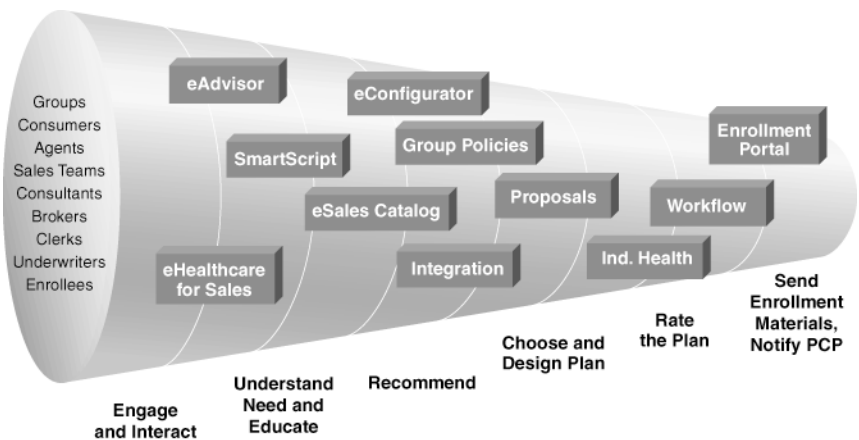 Groups
Consumers
Agents
Sales Teams
Consultants
Brokers
Clerks
Underwriters
Enrollees
eAdvisor
SmartScript
eHealthcare
for Sales
eConfigurator
Group Policies
eSales Catalog
Integration
Proposals
Enrollment
Portal
Workflow
Ind. Health
Engage
and Interact
Understand
Need and
Educate
Recommend
Choose and
Design Plan
Rate
the Plan
Send
Enrollment
Materials,
Notify PCP